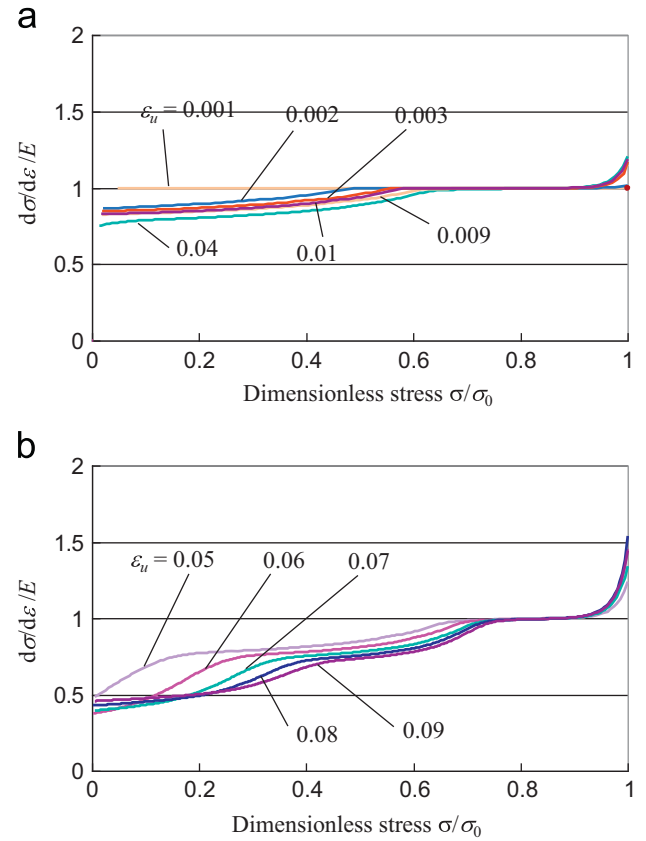 a
2
1.5
1
0.5
0
εᵤ = 0.001
0.002
0.003
0.04
0.01
0.009
dσ/dε/E
0 0.2 0.4 0.6 0.8 1
Dimensionless stress σ/σ₀
b
2
1.5
1
0.5
0
εᵤ = 0.05
0.06
0.07
0.08
0.09
dσ/dε/E
0 0.2 0.4 0.6 0.8 1
Dimensionless stress σ/σ₀